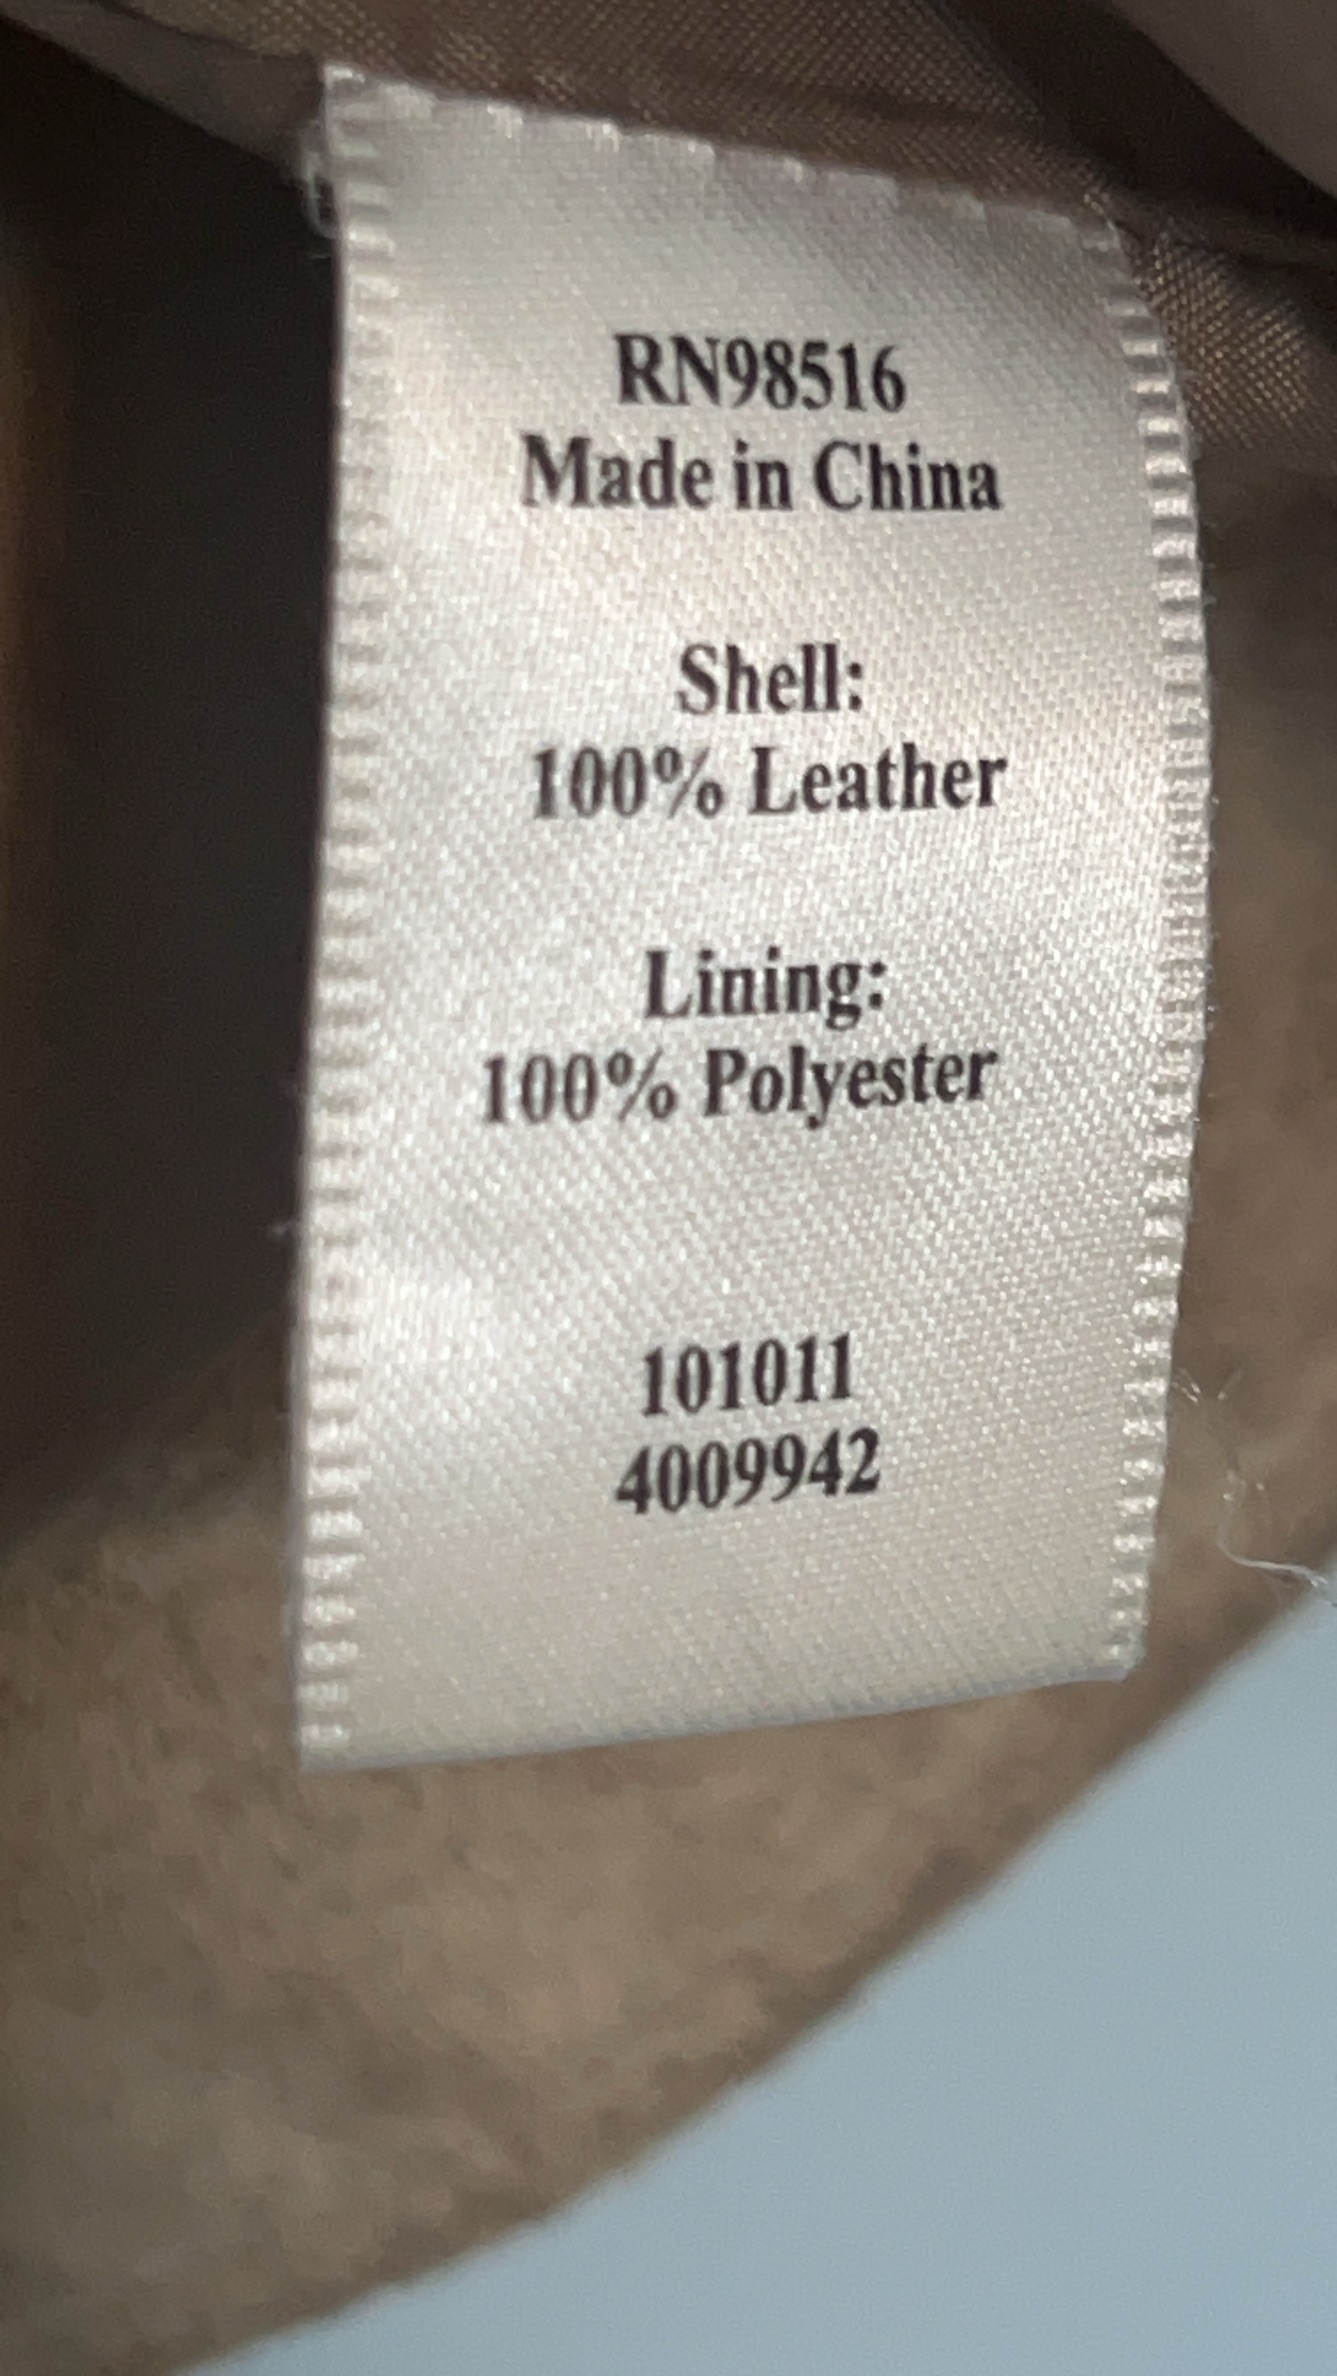 RN98516
Made in China
Shell:
100% Leather
Lining:
100% Polyester
101011
4009942